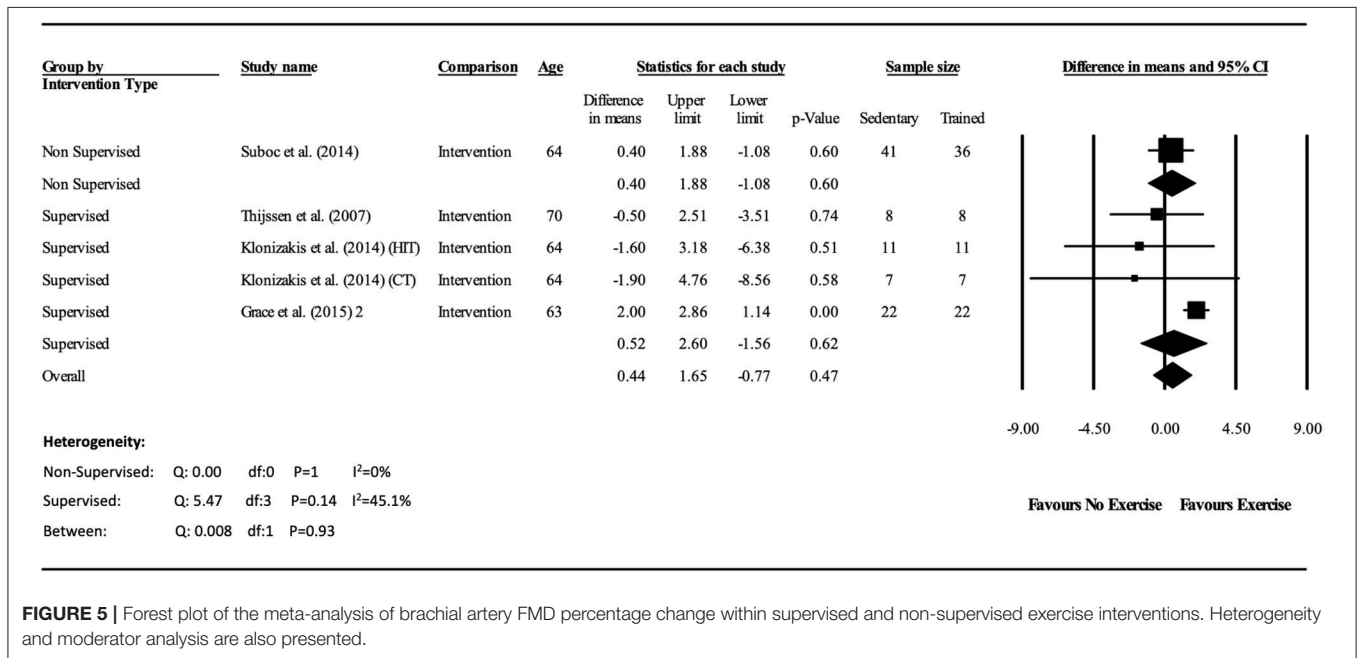 Group by Study name Comparison Age Statistics for each study Sample size Difference in means and 95% CI
Intervention Type
Difference Upper Lower
in means limit limit p-Value Sedentary Trained
Non Supervised Suboc et al. (2014) Intervention 64 0.40 1.88 -1.08 0.60 41 36
Non Supervised 0.40 1.88 -1.08 0.60
Supervised Thijssen et al. (2007) Intervention 70 -0.50 2.51 -3.51 0.74 8 8
Supervised Klonizakis et al. (2014) (HIT) Intervention 64 -1.60 3.18 -6.38 0.51 11 11
Supervised Klonizakis et al. (2014) (CT) Intervention 64 -1.90 4.76 -8.56 0.58 7 7
Supervised Grace et al. (2015) 2 Intervention 63 2.00 2.86 1.14 0.00 22 22
Supervised 0.52 2.60 -1.56 0.62
Overall 0.44 1.65 -0.77 0.47
-9.00 -4.50 0.00 4.50 9.00
Heterogeneity:
Non-Supervised: Q: 0.00 df:0 P=1 I²=0%
Supervised: Q: 5.47 df:3 P=0.14 I²=45.1%
Between: Q: 0.008 df:1 P=0.93
Favours No Exercise Favours Exercise
FIGURE 5 | Forest plot of the meta-analysis of brachial artery FMD percentage change within supervised and non-supervised exercise interventions. Heterogeneity
and moderator analysis are also presented.